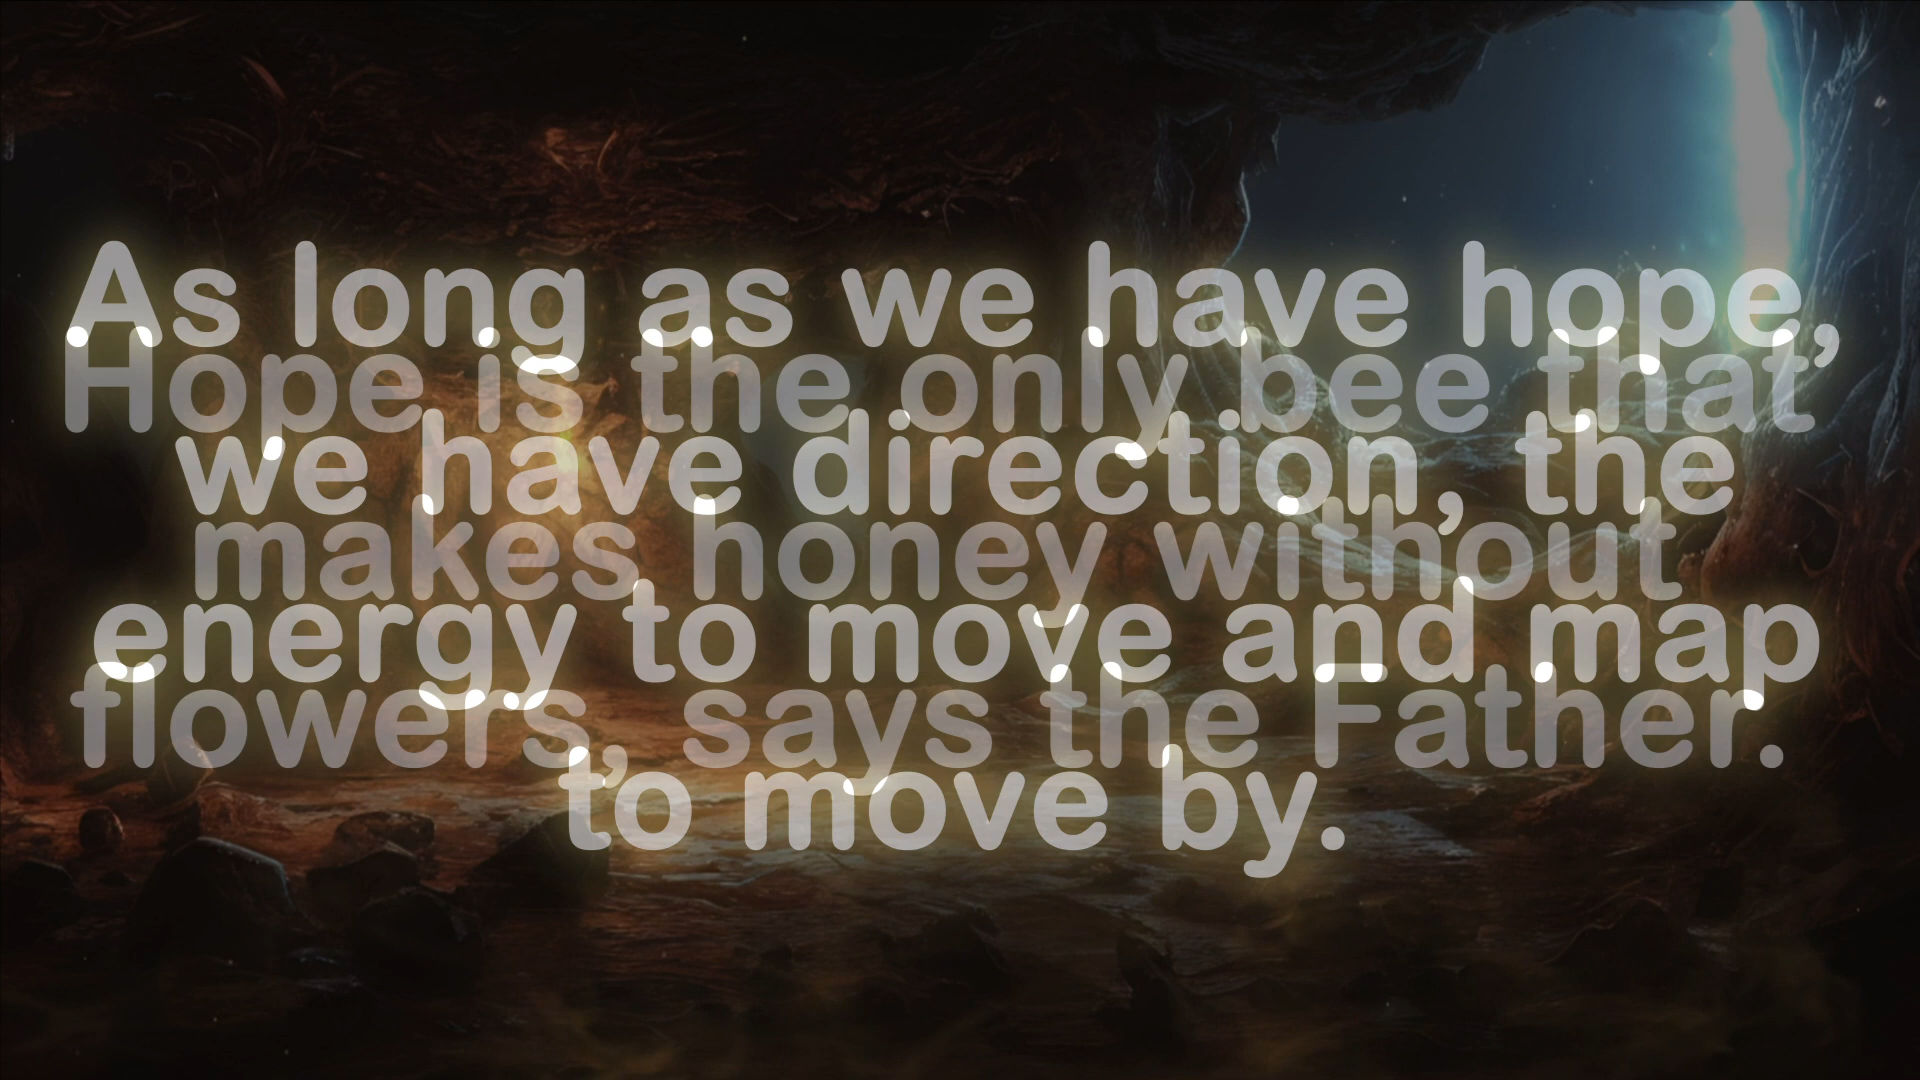 As long as we have hope,
we have direction, the
energy to move and map
to move by.
Hope is the only bee that
makes honey without
flowers, says the Father.